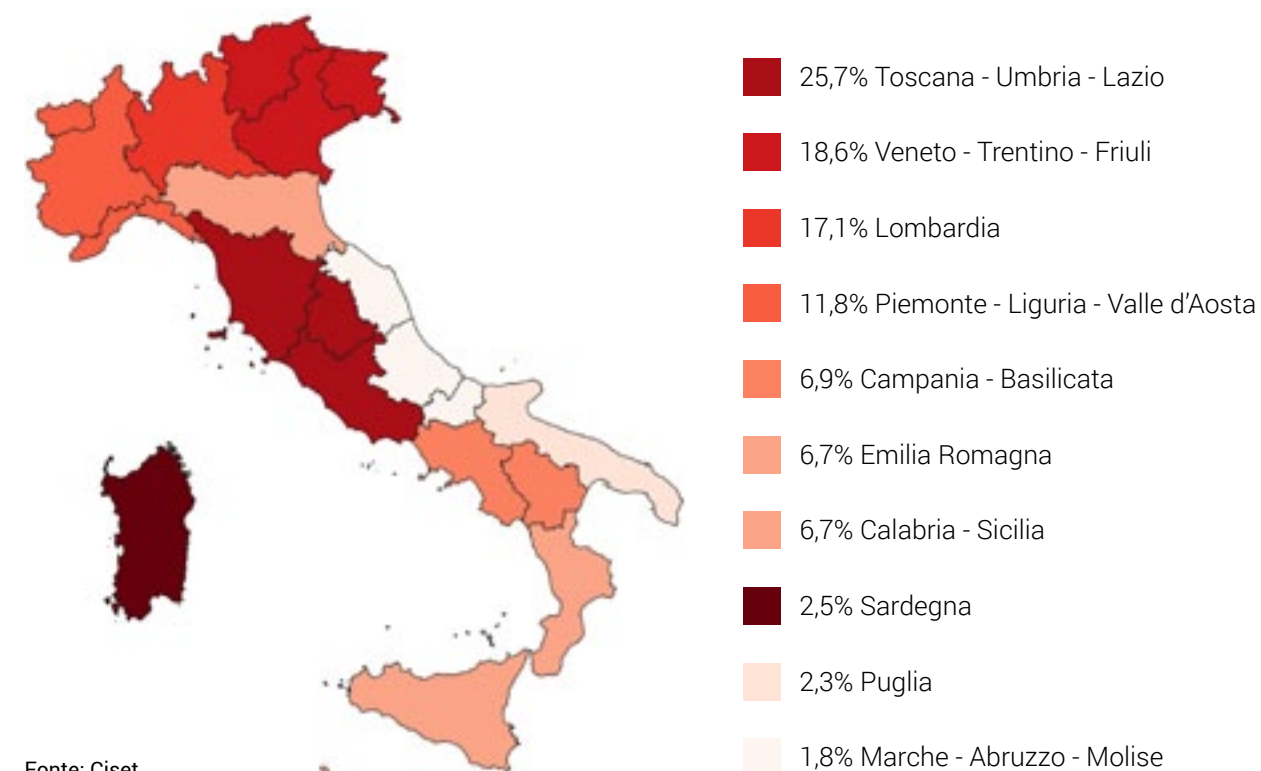 25,7% Toscana - Umbria - Lazio
18,6% Veneto - Trentino - Friuli
17,1% Lombardia
11,8% Piemonte - Liguria - Valle d’Aosta
6,9% Campania - Basilicata
6,7% Emilia Romagna
6,7% Calabria - Sicilia
2,5% Sardegna
2,3% Puglia
1,8% Marche - Abruzzo - Molise
Fonte: Ciset